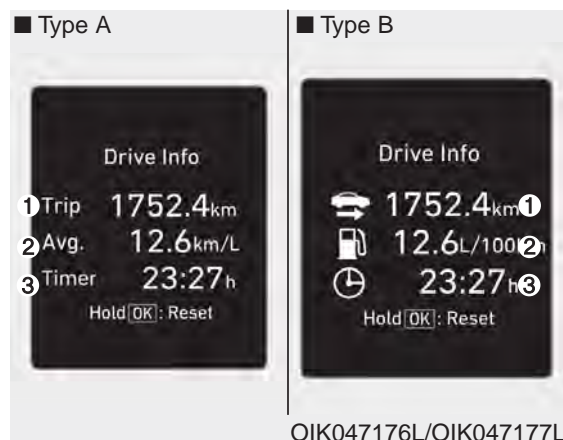 ■ Type A
Drive Info
1 Trip 1752.4km
2 Avg. 12.6km/L
3 Timer 23:27h
Hold OK : Reset
■ Type B
Drive Info
1752.4km 1
12.6L/100km 2
23:27h 3
Hold OK : Reset
OIK047176L/OIK047177L